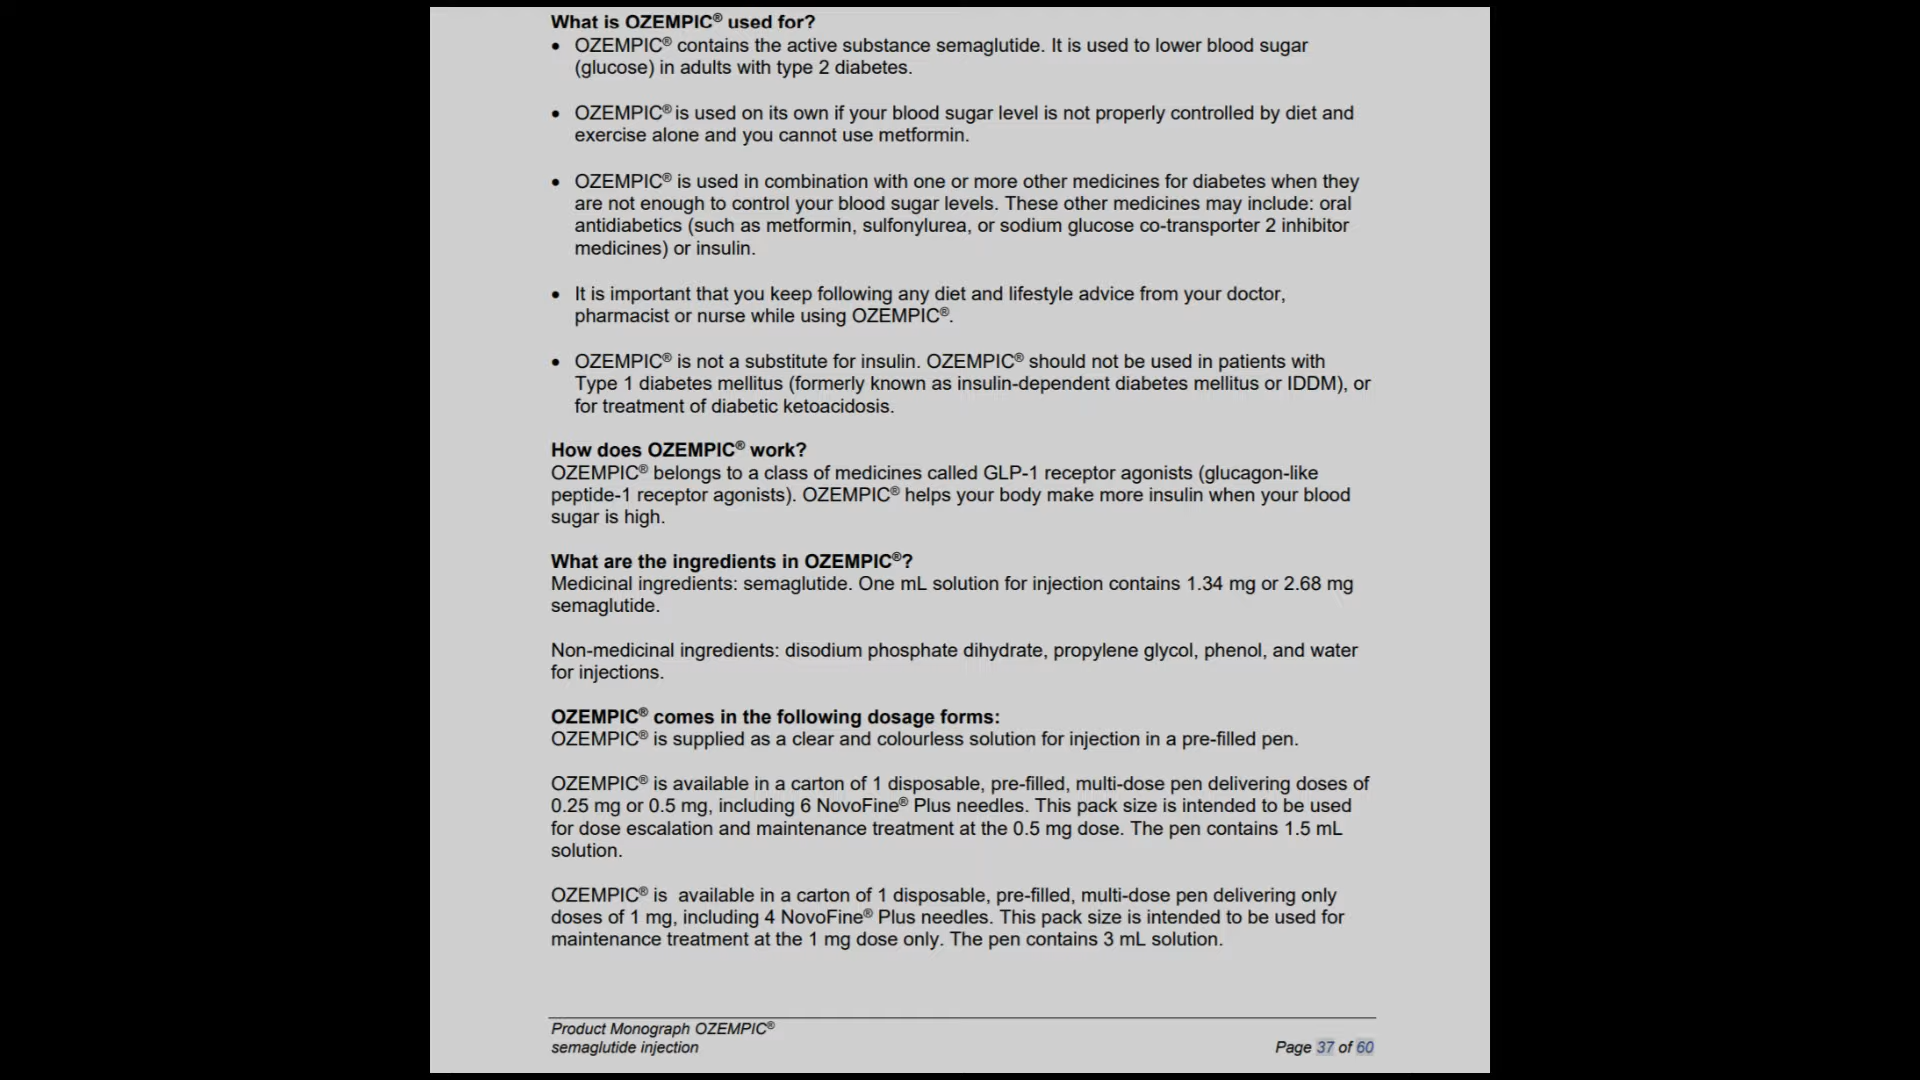 What is OZEMPIC® used for?
• OZEMPIC® contains the active substance semaglutide. It is used to lower blood sugar
(glucose) in adults with type 2 diabetes.
• OZEMPIC® is used on its own if your blood sugar level is not properly controlled by diet and
exercise alone and you cannot use metformin.
• OZEMPIC® is used in combination with one or more other medicines for diabetes when they
are not enough to control your blood sugar levels. These other medicines may include: oral
antidiabetics (such as metformin, sulfonylurea, or sodium glucose co-transporter 2 inhibitor
medicines) or insulin.
• It is important that you keep following any diet and lifestyle advice from your doctor,
pharmacist or nurse while using OZEMPIC®.
• OZEMPIC® is not a substitute for insulin. OZEMPIC® should not be used in patients with
Type 1 diabetes mellitus (formerly known as insulin-dependent diabetes mellitus or IDDM), or
for treatment of diabetic ketoacidosis.
How does OZEMPIC® work?
OZEMPIC® belongs to a class of medicines called GLP-1 receptor agonists (glucagon-like
peptide-1 receptor agonists). OZEMPIC® helps your body make more insulin when your blood
sugar is high.
What are the ingredients in OZEMPIC®?
Medicinal ingredients: semaglutide. One mL solution for injection contains 1.34 mg or 2.68 mg
semaglutide.
Non-medicinal ingredients: disodium phosphate dihydrate, propylene glycol, phenol, and water
for injections.
OZEMPIC® comes in the following dosage forms:
OZEMPIC® is supplied as a clear and colourless solution for injection in a pre-filled pen.
OZEMPIC® is available in a carton of 1 disposable, pre-filled, multi-dose pen delivering doses of
0.25 mg or 0.5 mg, including 6 NovoFine® Plus needles. This pack size is intended to be used
for dose escalation and maintenance treatment at the 0.5 mg dose. The pen contains 1.5 mL
solution.
OZEMPIC® is available in a carton of 1 disposable, pre-filled, multi-dose pen delivering only
doses of 1 mg, including 4 NovoFine® Plus needles. This pack size is intended to be used for
maintenance treatment at the 1 mg dose only. The pen contains 3 mL solution.
Product Monograph OZEMPIC®
semaglutide injection
Page 37 of 60